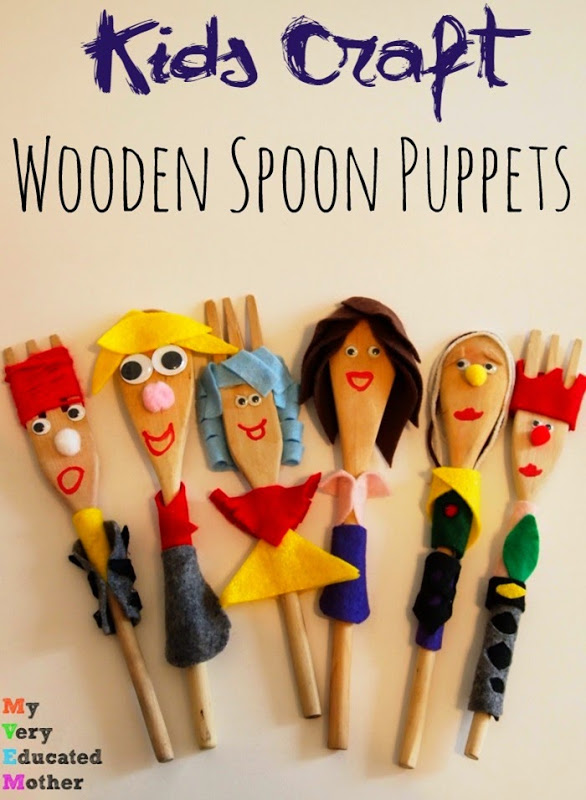 Kids Craft
WOODEN SPOON PUPPETS
My
Very
Educated
Mother